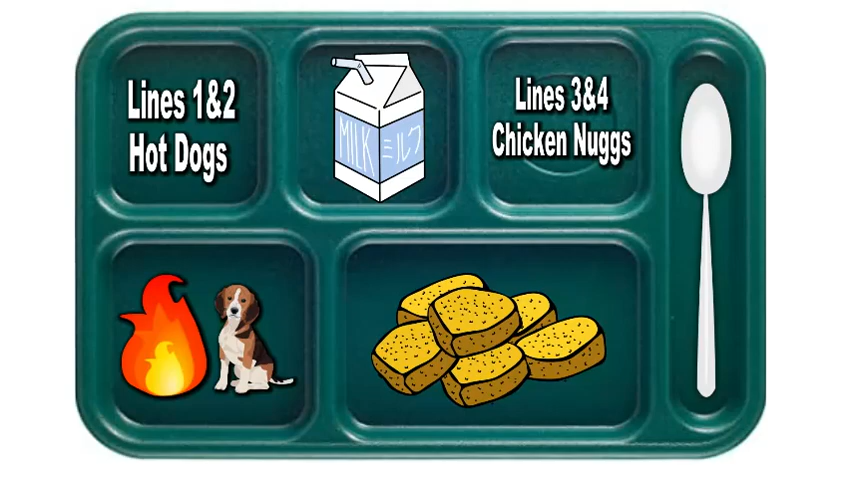 Lines 1&2
Hot Dogs
MILK ミルク
Lines 3&4
Chicken Nuggs